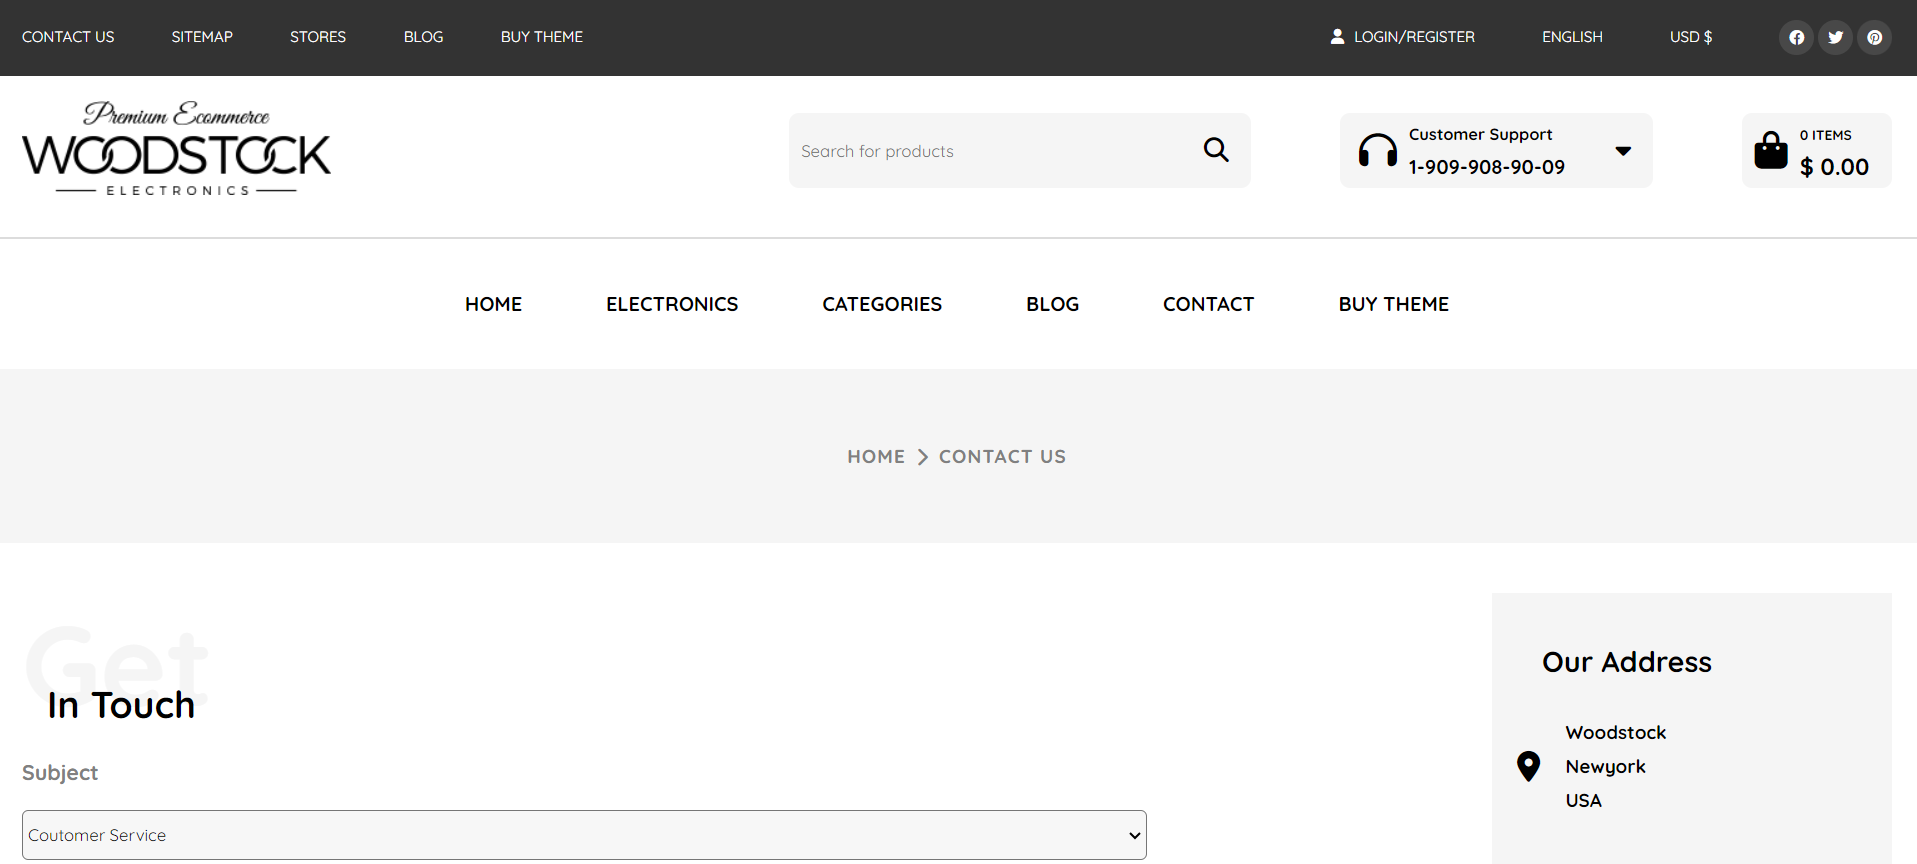 CONTACT US SITEMAP STORES BLOG BUY THEME LOGIN/REGISTER ENGLISH USD $
Premium Ecommerce
WOODSTOCK
ELECTRONICS
Search for products
Customer Support
1-909-908-90-09
0 ITEMS
$ 0.00
HOME ELECTRONICS CATEGORIES BLOG CONTACT BUY THEME
HOME CONTACT US
Get
In Touch
Subject
Coutomer Service
Our Address
Woodstock
Newyork
USA